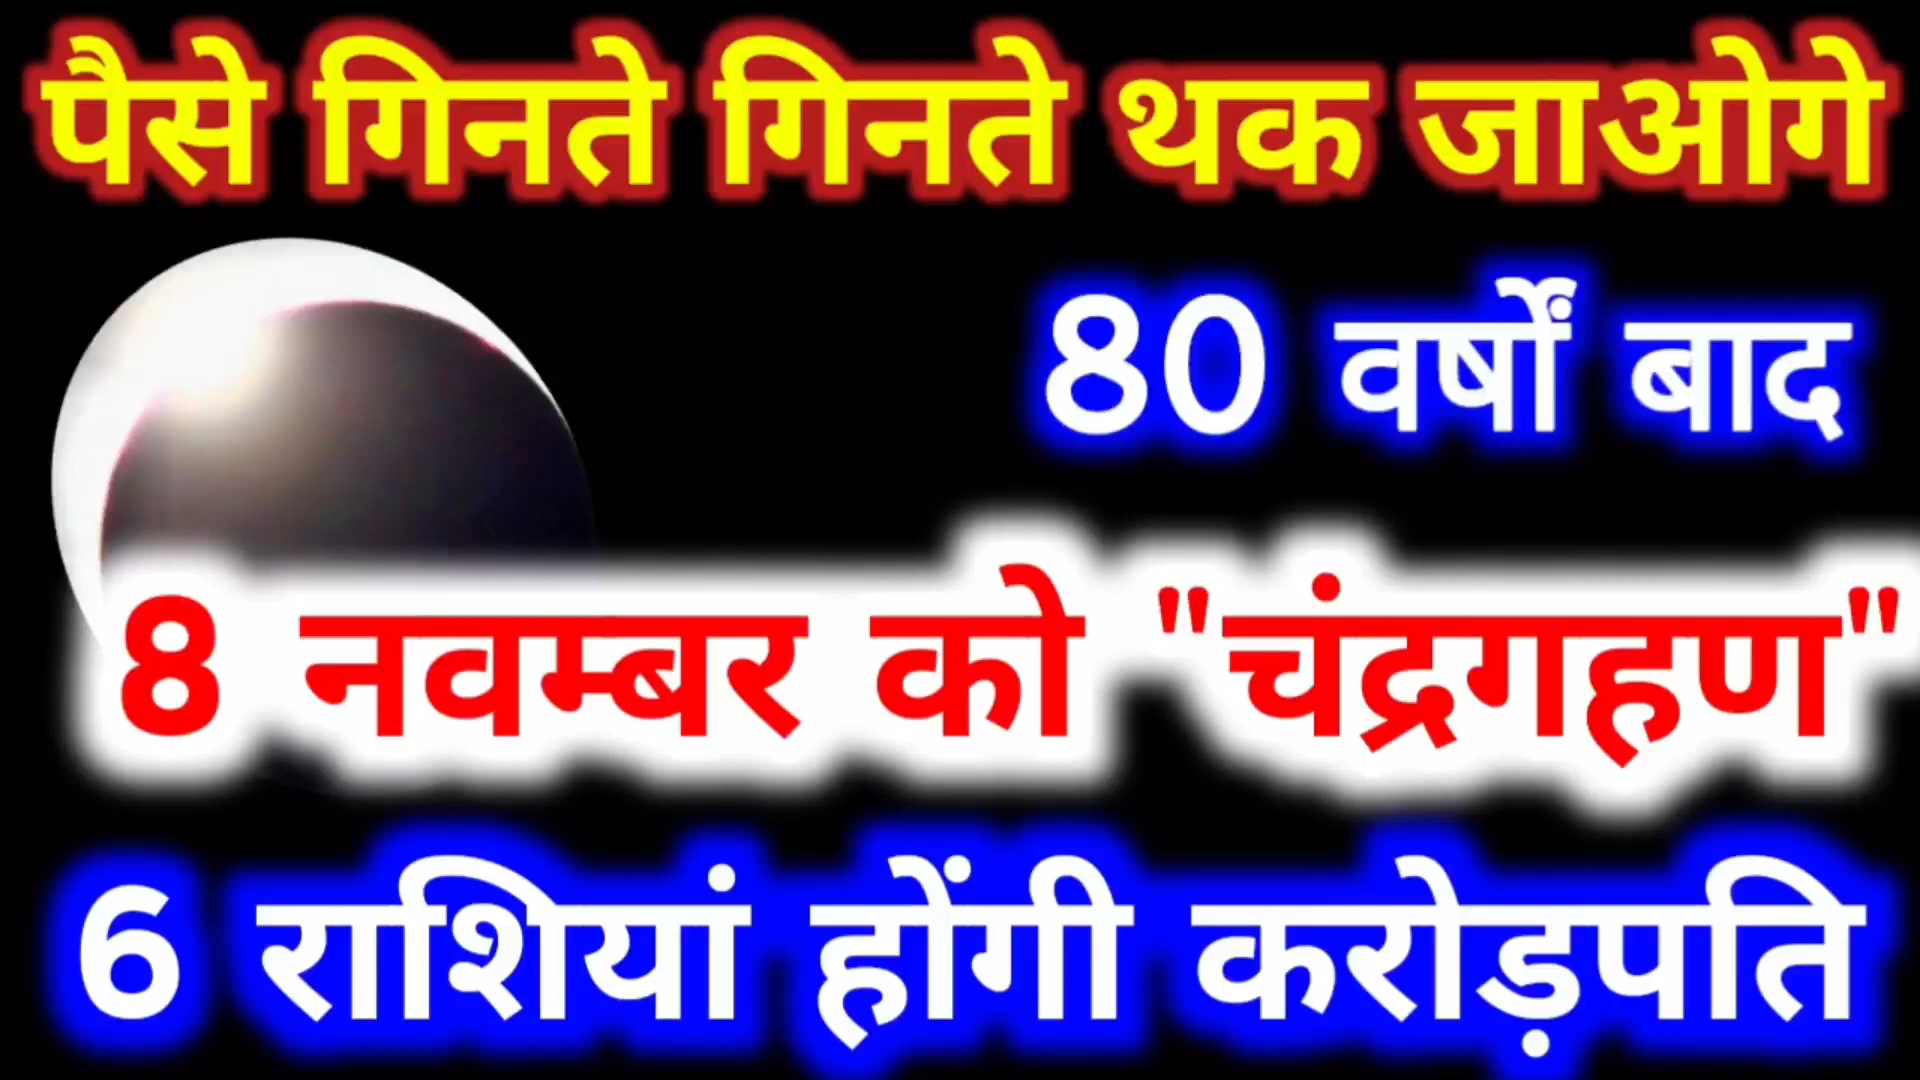 पैसे गिनते गिनते थक जाओगे
80 वर्षों बाद
8 नवम्बर को "चंद्रगहण"
6 राशियां होंगी करोड़पति